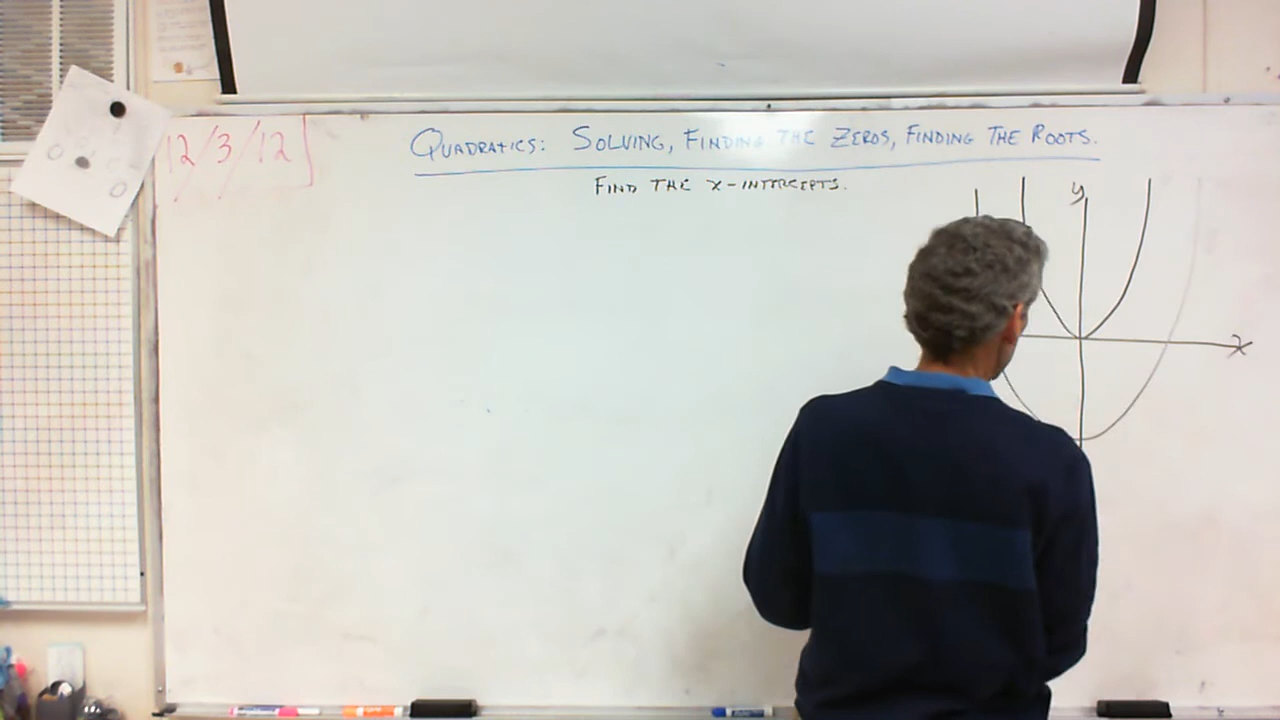 12/3/12
QUADRATICS: SOLVING, FINDING THE ZEROS, FINDING THE ROOTS.
FIND THE X-INTERCEPTS.
y
x